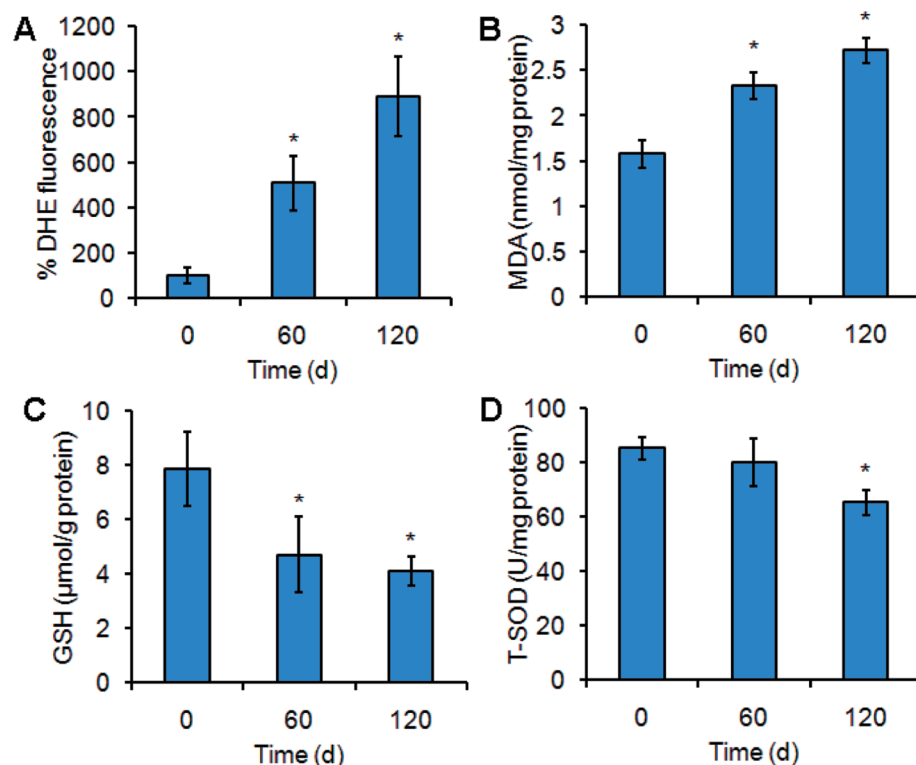 A
% DHE fluorescence
1200
1000
800
600
400
200
0
*
*
0 60 120
Time (d)
B
MDA (nmol/mg protein)
3
2.5
2
1.5
1
0.5
0
*
*
0 60 120
Time (d)
C
GSH (μmol/g protein)
10
8
6
4
2
0
*
*
0 60 120
Time (d)
D
T-SOD (U/mg protein)
100
80
60
40
20
0
*
0 60 120
Time (d)